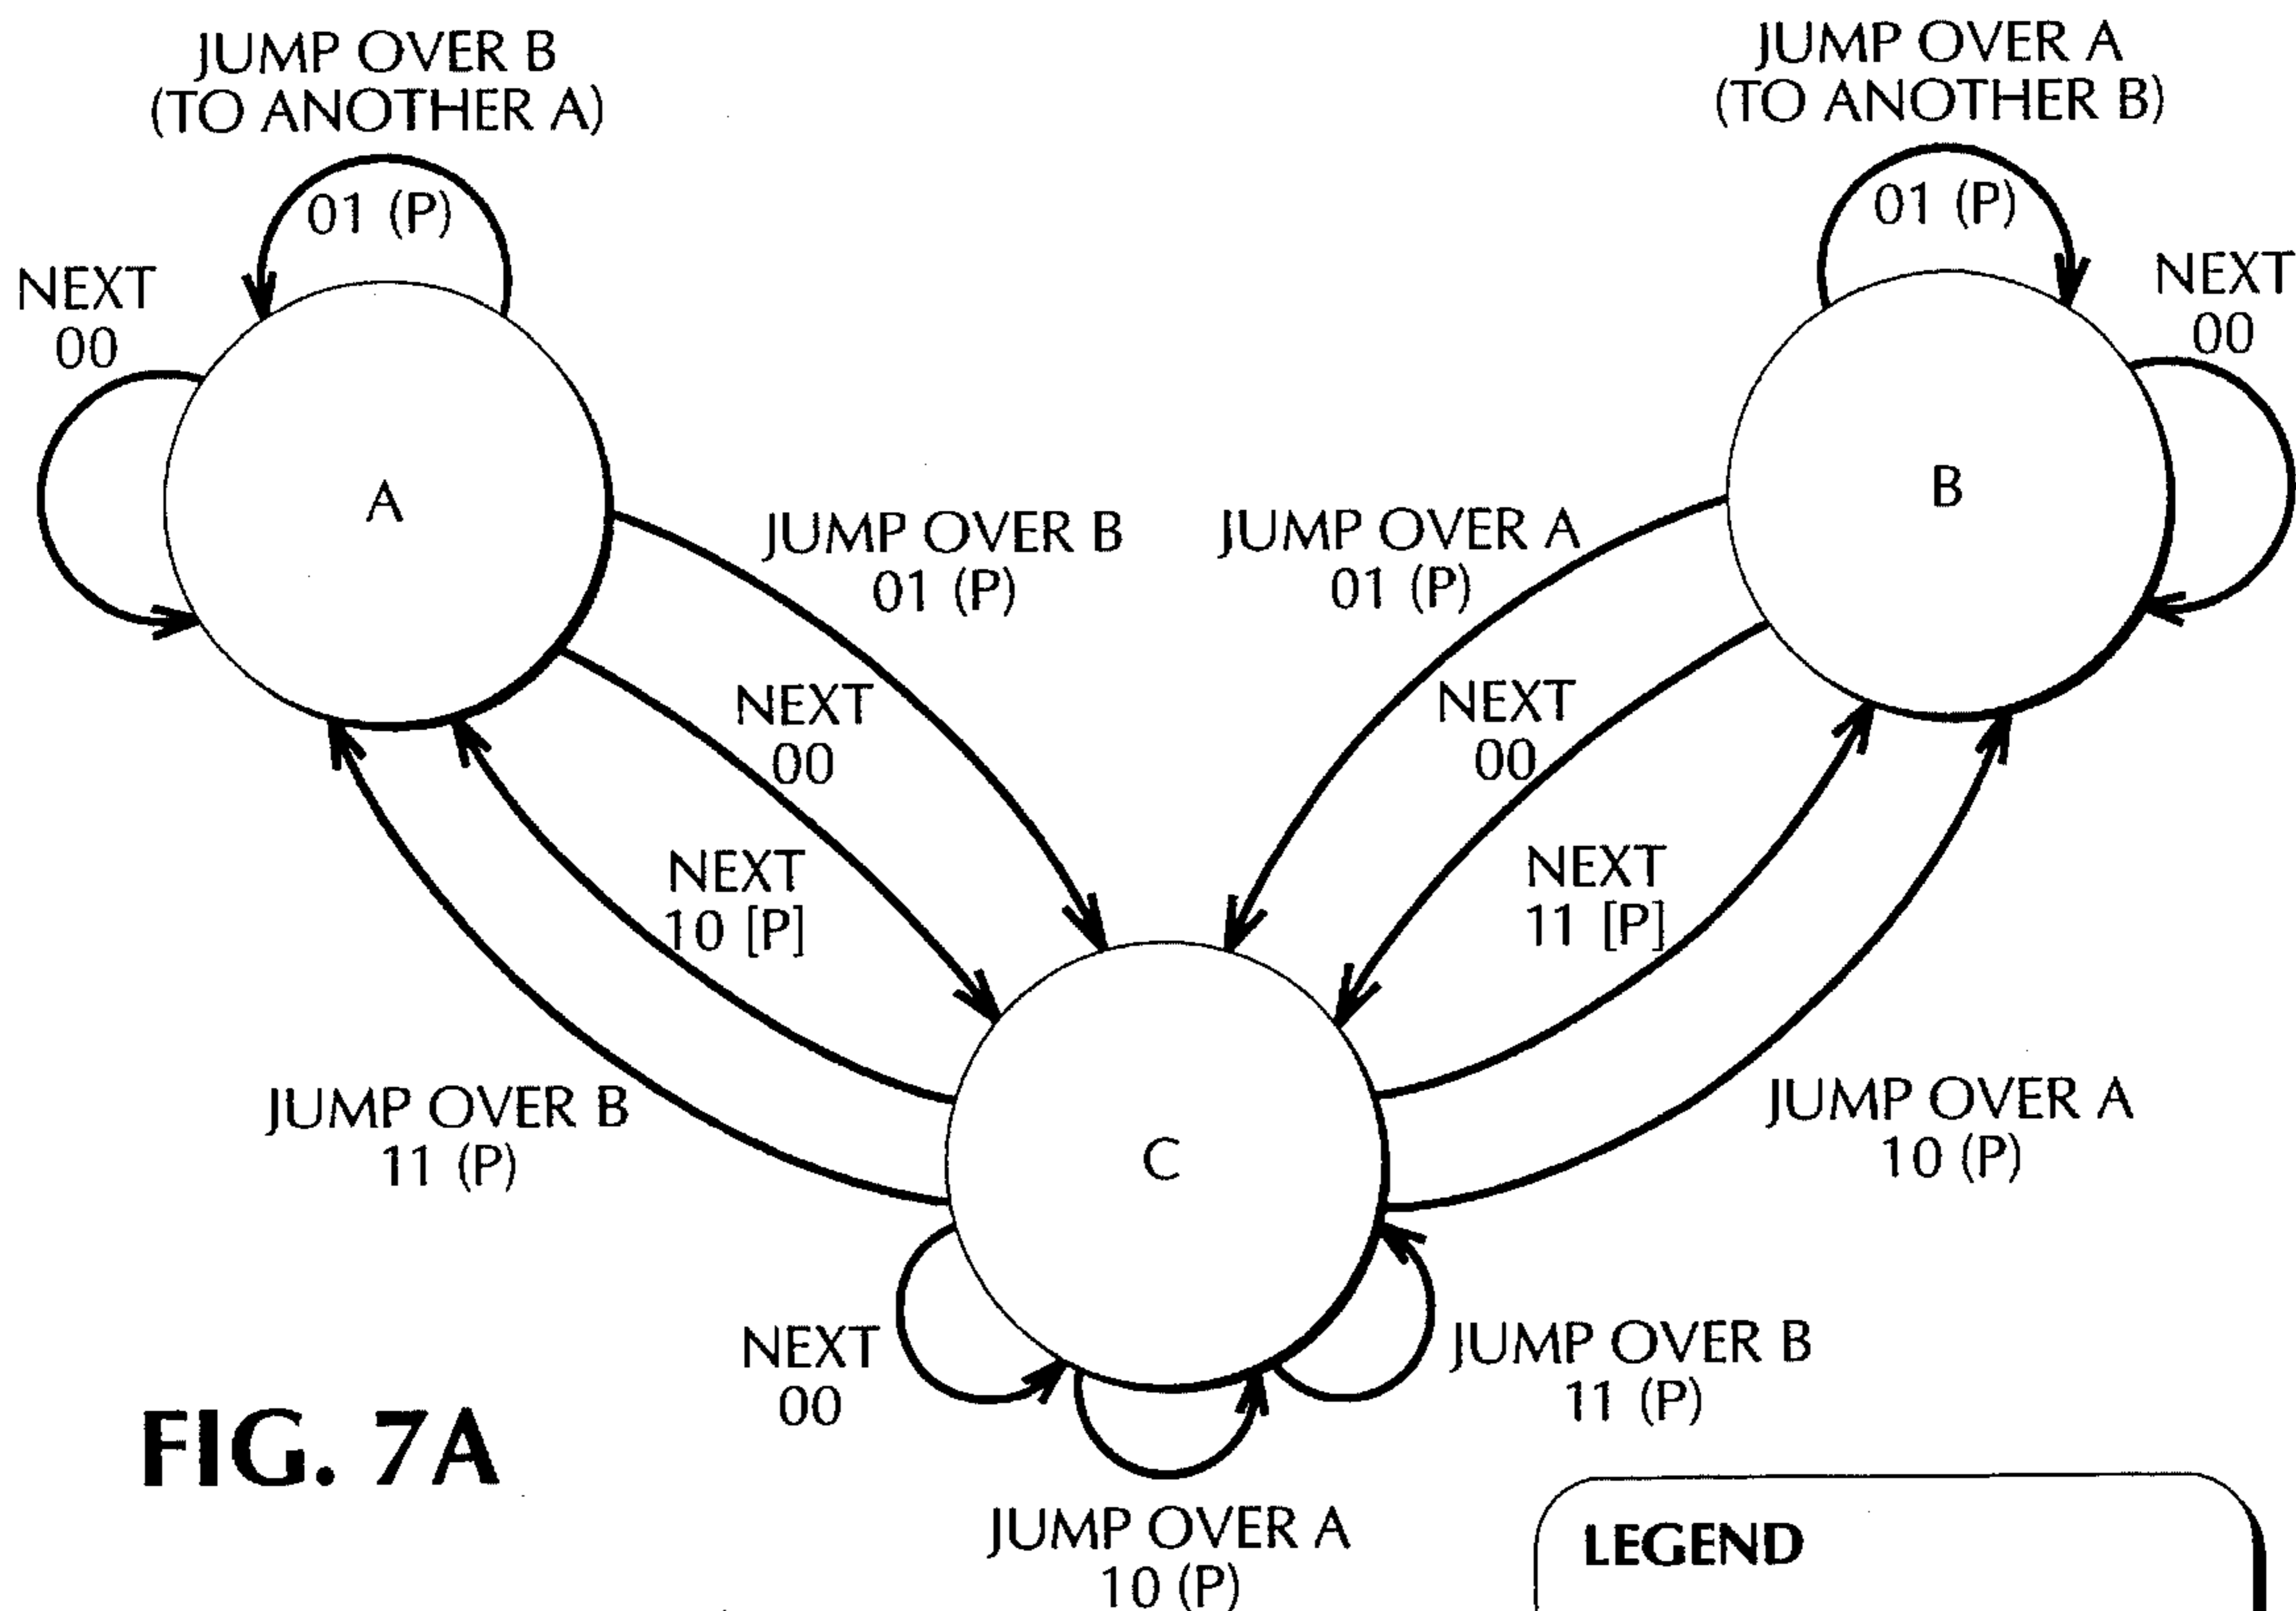 JUMP OVER B
(TO ANOTHER A)
01 (P)
NEXT
00
A
JUMP OVER A
(TO ANOTHER B)
01 (P)
NEXT
00
B
JUMP OVER B
01 (P)
JUMP OVER A
01 (P)
NEXT
00
NEXT
00
NEXT
10 [P]
NEXT
11 [P]
JUMP OVER B
11 (P)
JUMP OVER A
10 (P)
C
NEXT
00
JUMP OVER B
11 (P)
JUMP OVER A
10 (P)
FIG. 7A
LEGEND